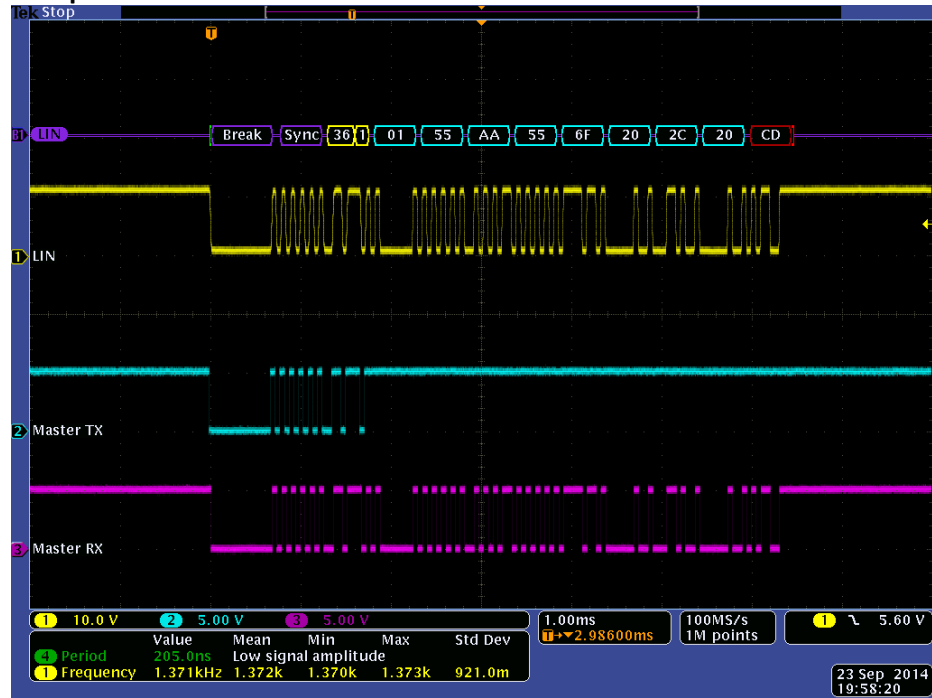 Tek Stop
T
T
B1 LIN Break Sync 36 1 01 55 AA 55 6F 20 2C 20 CD
1 LIN
2 Master TX
3 Master RX
1 10.0 V 2 5.00 V 3 5.00 V 1.00ms 100MS/s 1 5.60 V
T→▼2.98600ms 1M points
Value Mean Min Max Std Dev
4 Period 205.0ns Low signal amplitude
1 Frequency 1.371kHz 1.372k 1.370k 1.373k 921.0m
23 Sep 2014
19:58:20